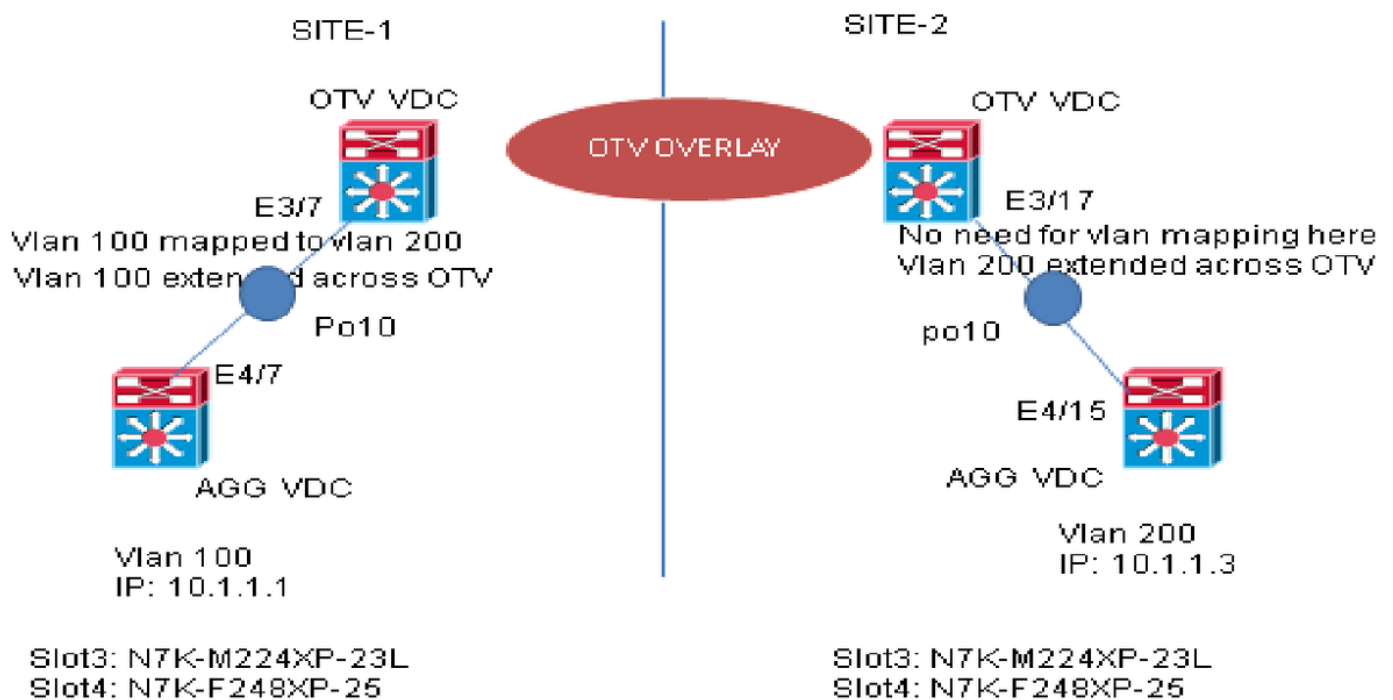 SITE-1
SITE-2
OTV VDC
OTV VDC
OTV OVERLAY
E3/7
E3/17
Vlan 100 mapped to vlan 200
Vlan 100 extended across OTV
No need for vlan mapping here
Vlan 200 extended across OTV
Po10
po10
E4/7
E4/15
AGG VDC
AGG VDC
Vlan 100
IP: 10.1.1.1
Vlan 200
IP: 10.1.1.3
Slot3: N7K-M224XP-23L
Slot4: N7K-F248XP-25
Slot3: N7K-M224XP-23L
Slot4: N7K-F248XP-25